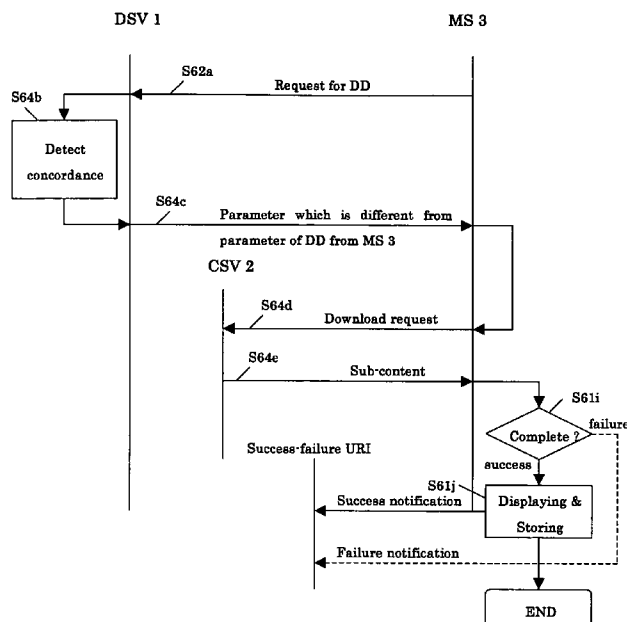 DSV 1
MS 3
S62a
Request for DD
S64b
Detect
concordance
S64c
Parameter which is different from
parameter of DD from MS 3
CSV 2
S64d
Download request
S64e
Sub-content
S61i
failure
Complete ?
Success-failure URI
success
S61j
Success notification
Displaying &
Storing
Failure notification
END